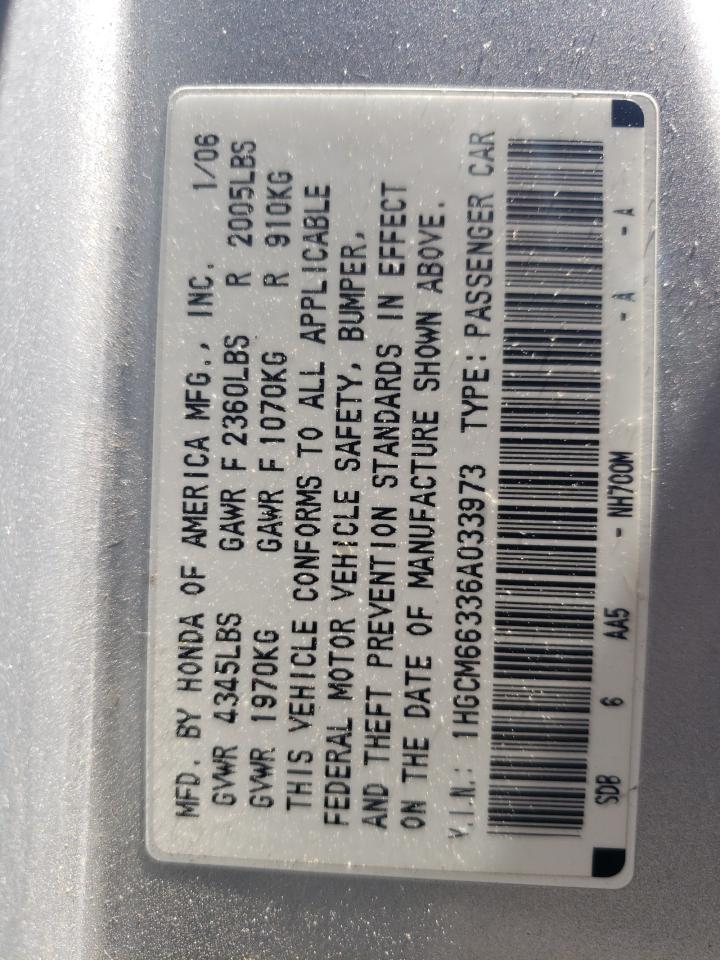 MFD. BY HONDA OF AMERICA MFG., INC. 1/06
GVWR 4345LBS GAWR F 2360LBS R 2005LBS
GVWR 1970KG GAWR F 1070KG R 910KG
THIS VEHICLE CONFORMS TO ALL APPLICABLE
FEDERAL MOTOR VEHICLE SAFETY, BUMPER,
AND THEFT PREVENTION STANDARDS IN EFFECT
ON THE DATE OF MANUFACTURE SHOWN ABOVE.
V.I.N.: 1HGCM66336A033973 TYPE: PASSENGER CAR
SDB 6 AA5 - NH700M - A - A